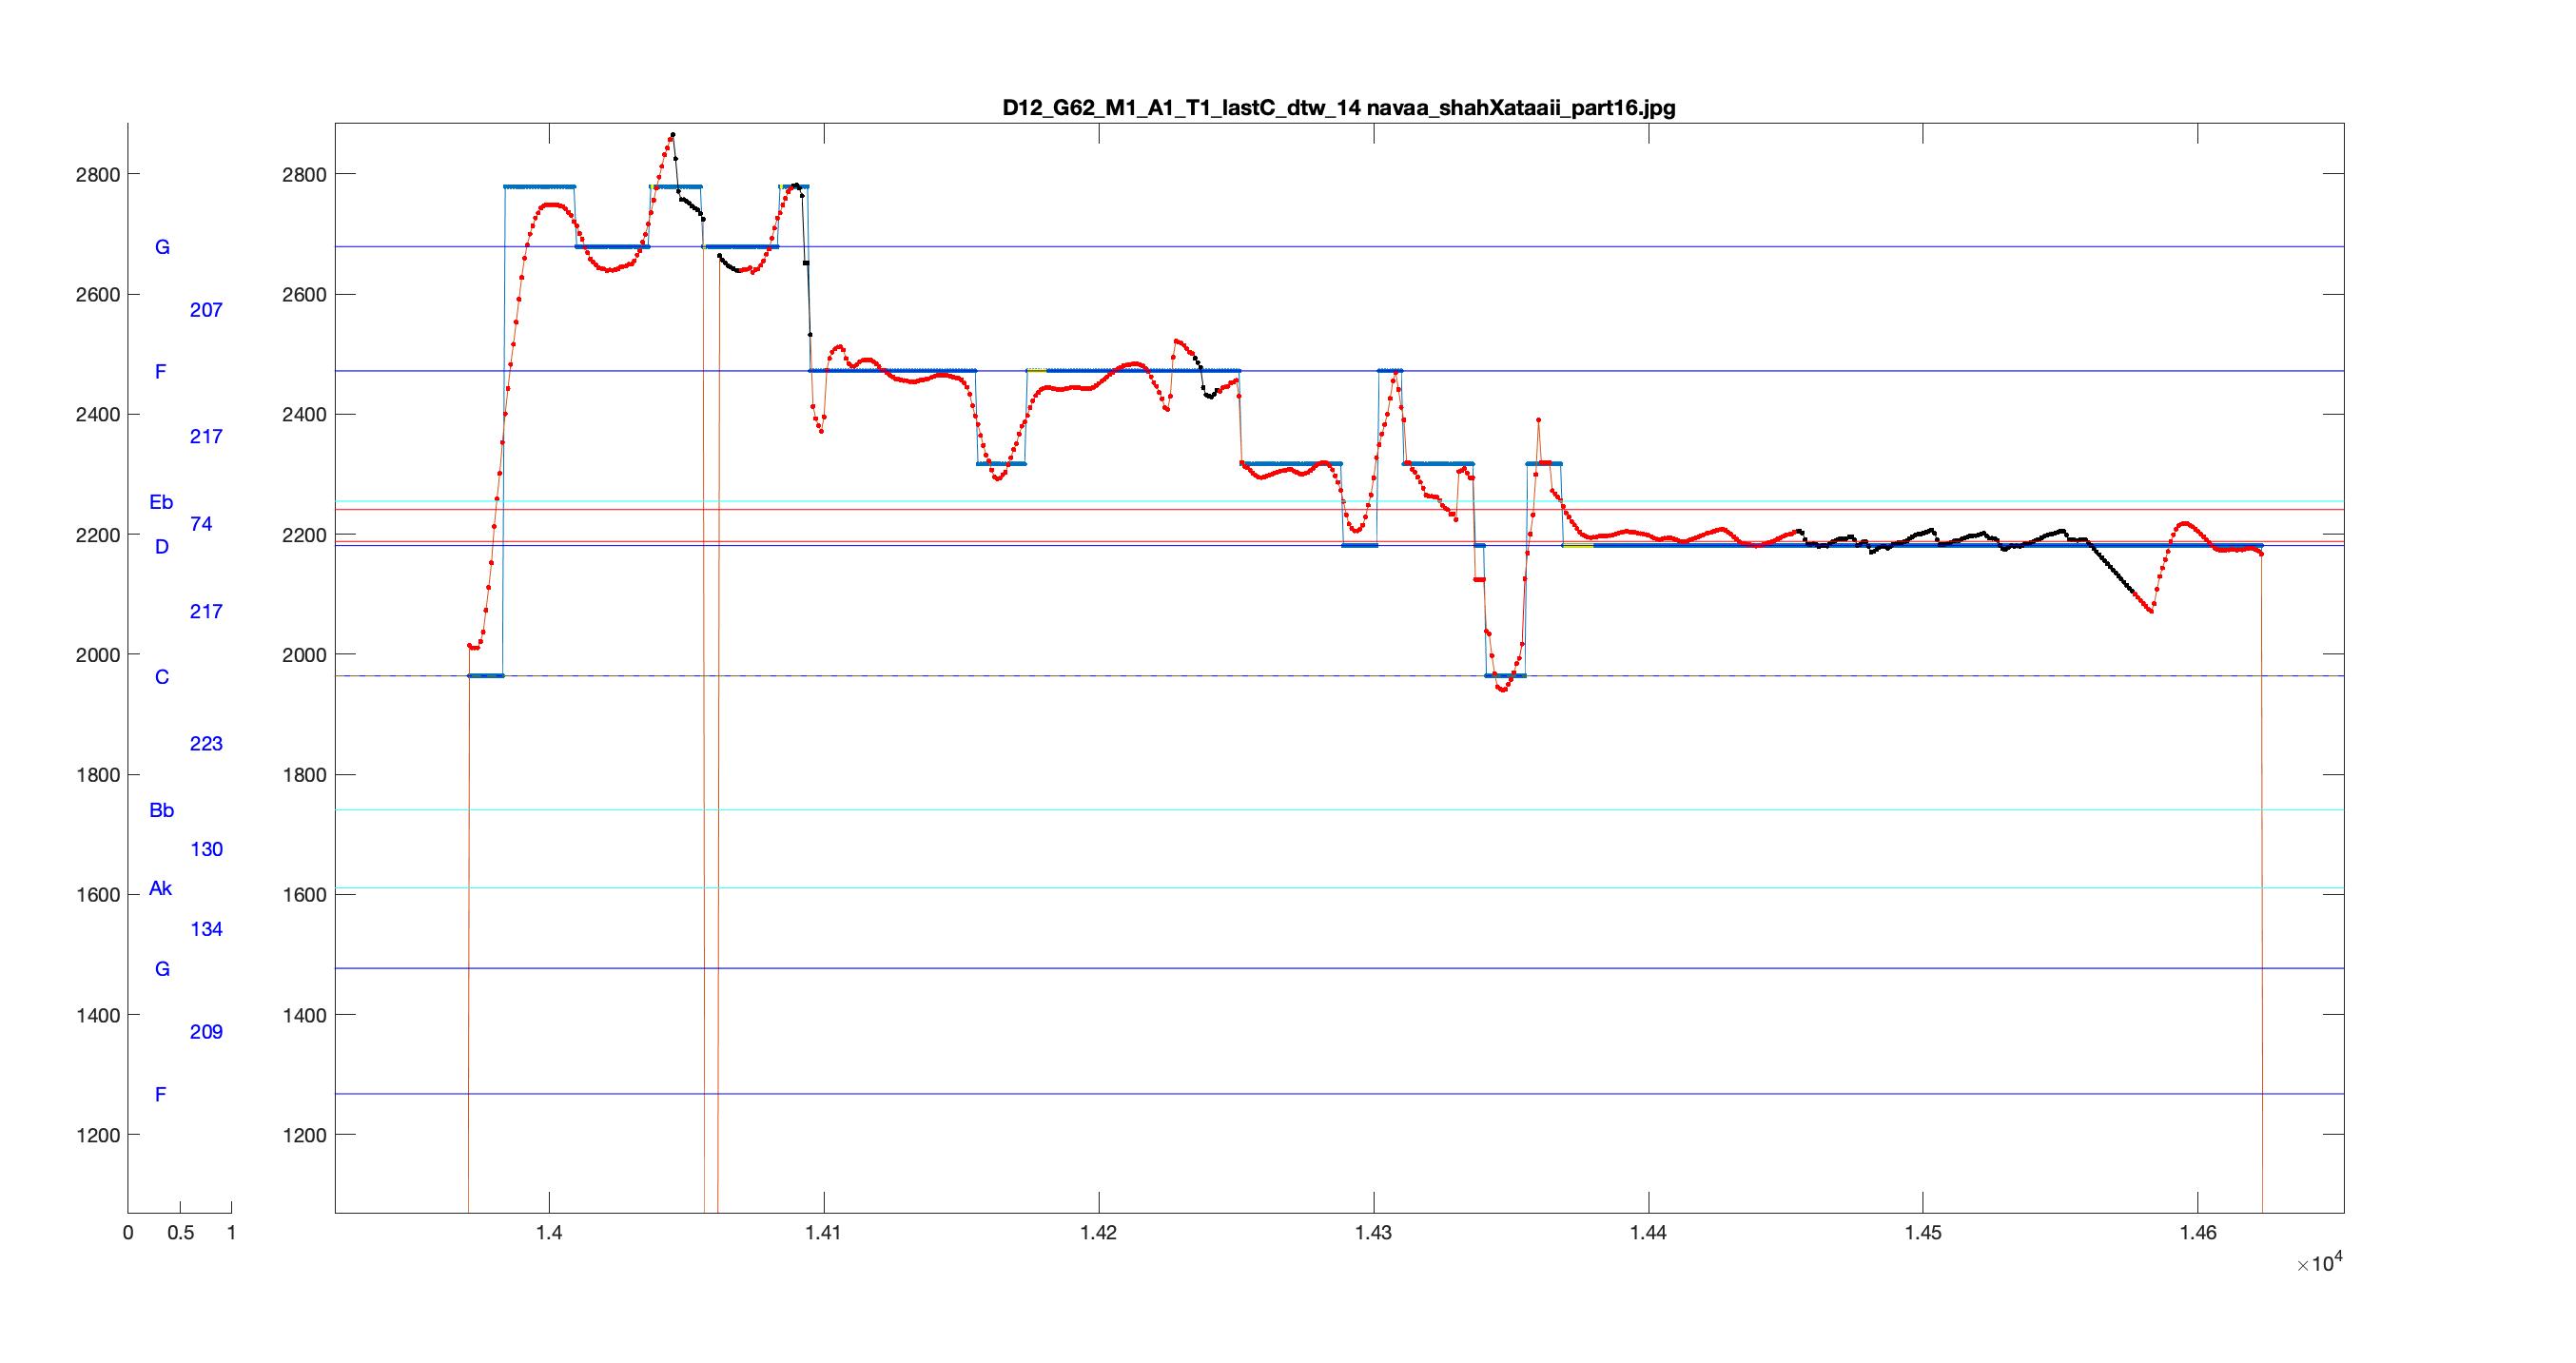 D12_G62_M1_A1_T1_lastC_dtw_14 navaa_shahXataaii_part16.jpg
2800 2800
G
2600 207 2600
F
2400 217 2400
Eb
2200 74 2200
D
217
2000 2000
C
223
1800 1800
Bb
130
1600 Ak 1600
134
G
1400 209 1400
F
1200 1200
0 0.5 1 1.4 1.41 1.42 1.43 1.44 1.45 1.46
×10⁴